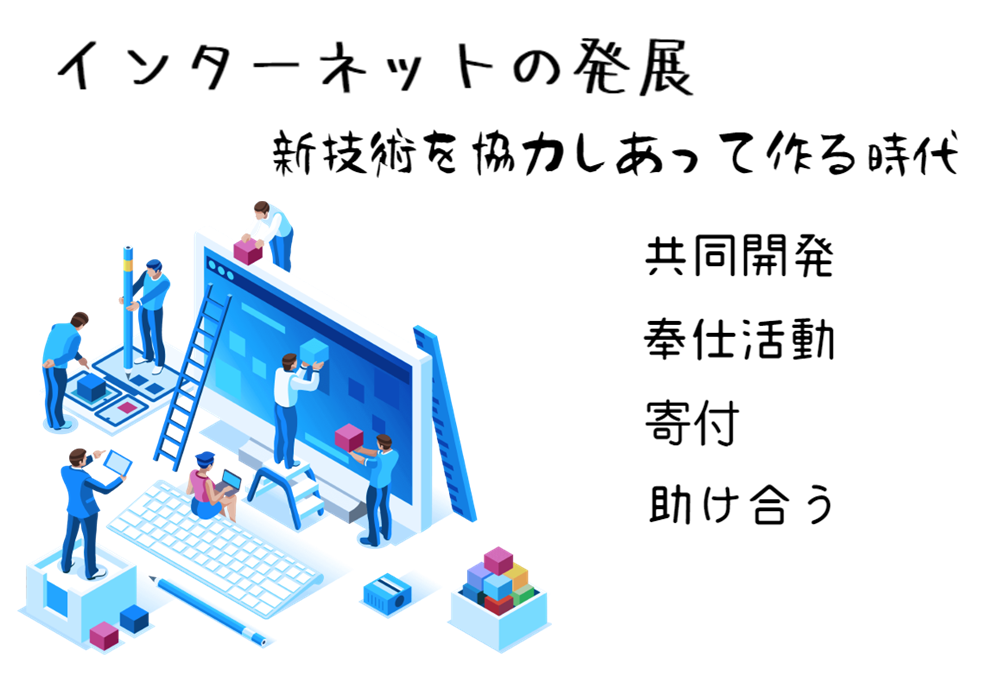 インターネットの発展
新技術を協力しあって作る時代
共同開発
奉仕活動
寄付
助け合う